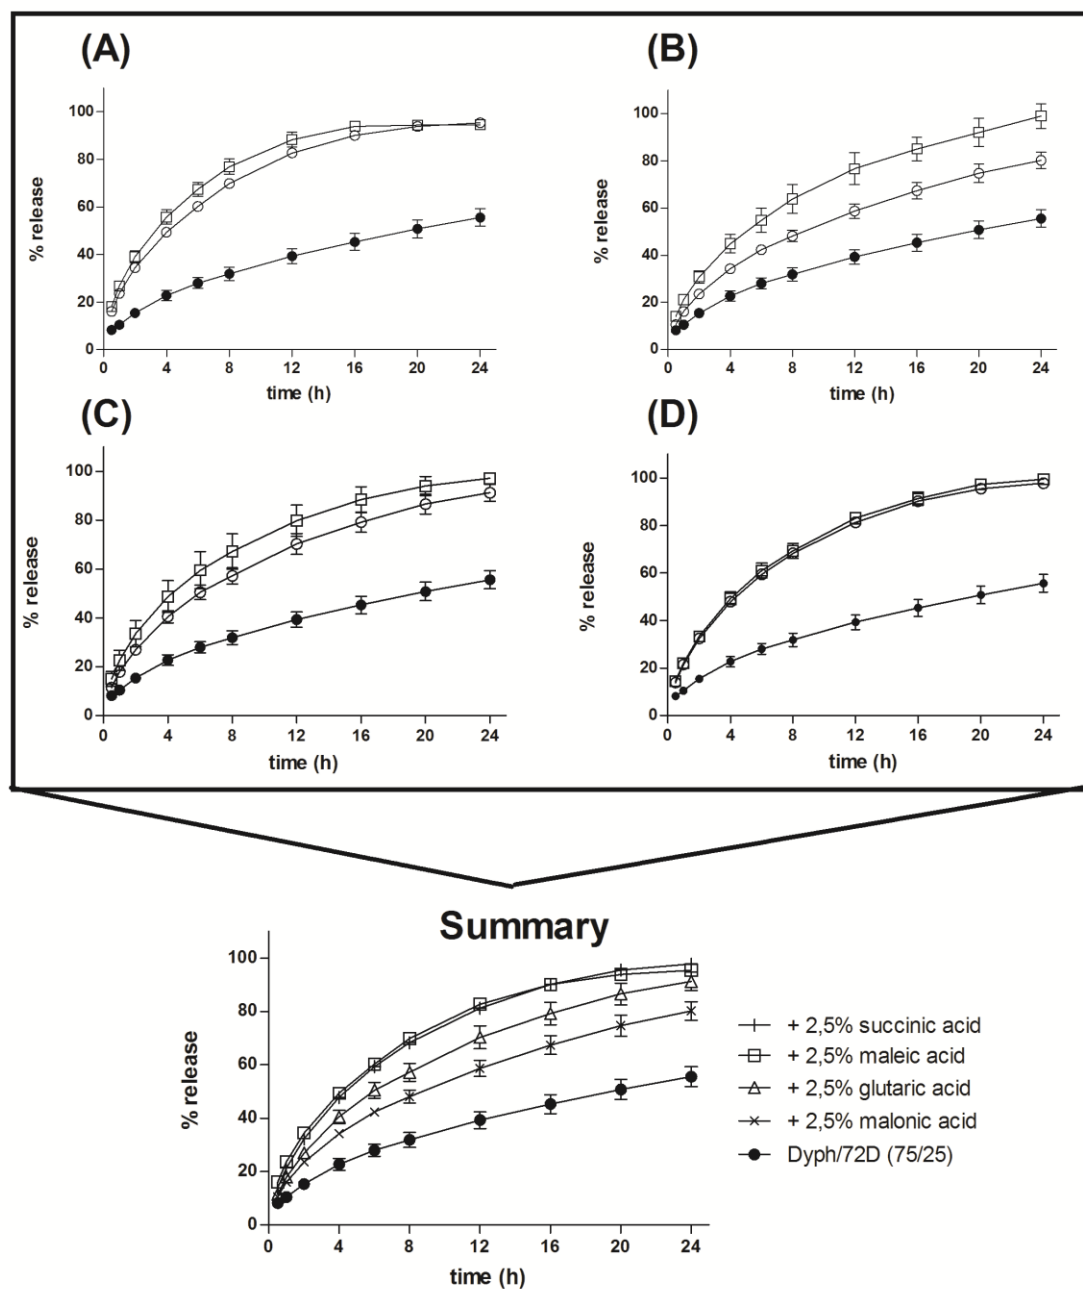 (A)
100
80
60
40
20
0
% release
0 4 8 12 16 20 24
time (h)
(B)
100
80
60
40
20
0
% release
0 4 8 12 16 20 24
time (h)
(C)
100
80
60
40
20
0
% release
0 4 8 12 16 20 24
time (h)
(D)
100
80
60
40
20
0
% release
0 4 8 12 16 20 24
time (h)
Summary
100
80
60
40
20
0
% release
0 4 8 12 16 20 24
time (h)
+ 2,5% succinic acid
+ 2,5% maleic acid
+ 2,5% glutaric acid
+ 2,5% malonic acid
Dyph/72D (75/25)